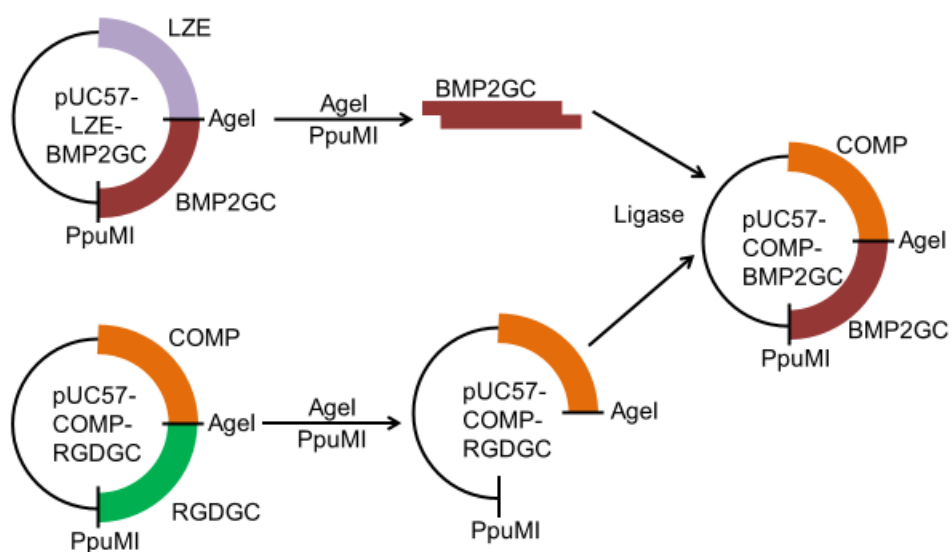 LZE
pUC57-
LZE-
BMP2GC
AgeI
BMP2GC
PpuMI
AgeI
PpuMI
BMP2GC
Ligase
COMP
pUC57-
COMP-
BMP2GC
AgeI
BMP2GC
PpuMI
COMP
pUC57-
COMP-
RGDGC
AgeI
RGDGC
PpuMI
AgeI
PpuMI
pUC57-
COMP-
RGDGC
AgeI
PpuMI